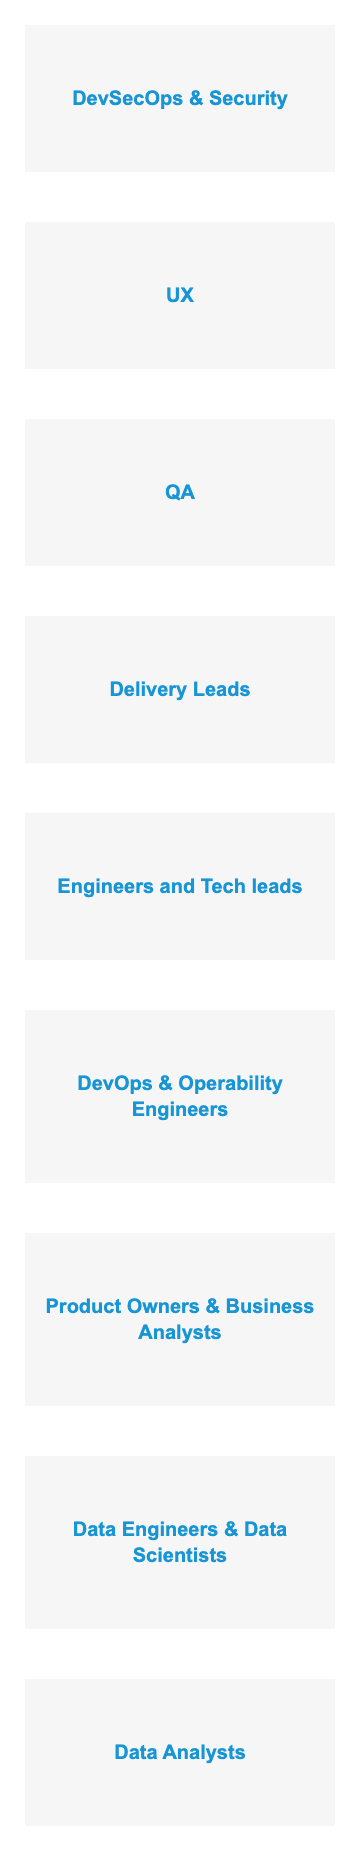 DevSecOps & Security
UX
QA
Delivery Leads
Engineers and Tech leads
DevOps & Operability
Engineers
Product Owners & Business
Analysts
Data Engineers & Data
Scientists
Data Analysts